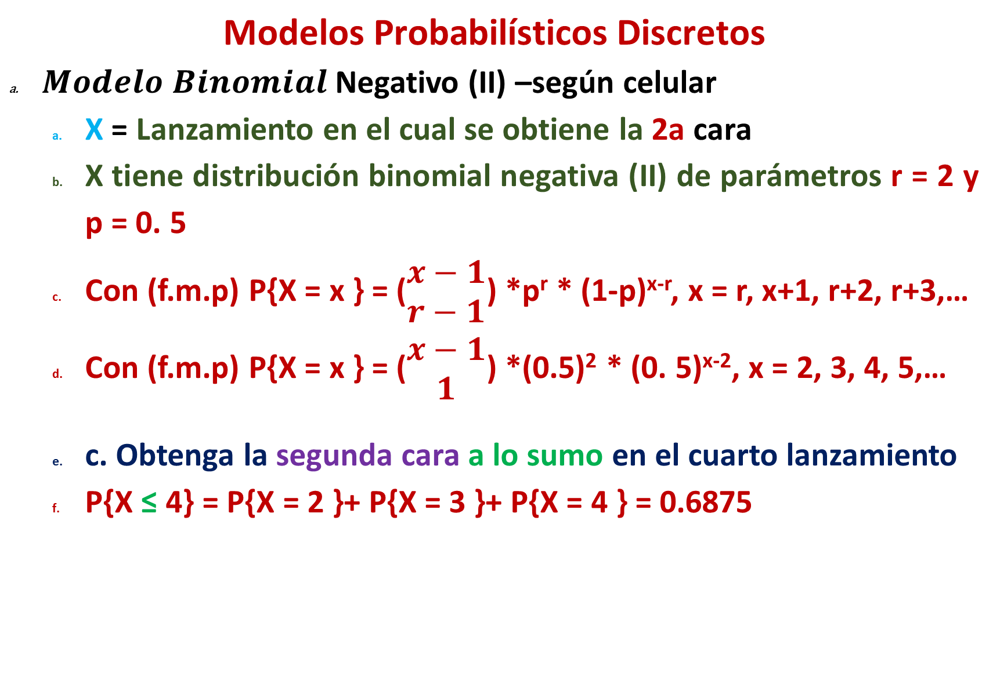 Modelos Probabilísticos Discretos
a. Modelo Binomial Negativo (II) –según celular
a. X = Lanzamiento en el cual se obtiene la 2a cara
b. X tiene distribución binomial negativa (II) de parámetros r = 2 y
p = 0. 5
c. Con (f.m.p) P{X = x } = (x − 1 / r − 1) *p^r * (1-p)^x-r, x = r, x+1, r+2, r+3,...
d. Con (f.m.p) P{X = x } = (x − 1 / 1) *(0.5)² * (0. 5)^x-2, x = 2, 3, 4, 5,...
e. c. Obtenga la segunda cara a lo sumo en el cuarto lanzamiento
f. P{X ≤ 4} = P{X = 2 }+ P{X = 3 }+ P{X = 4 } = 0.6875